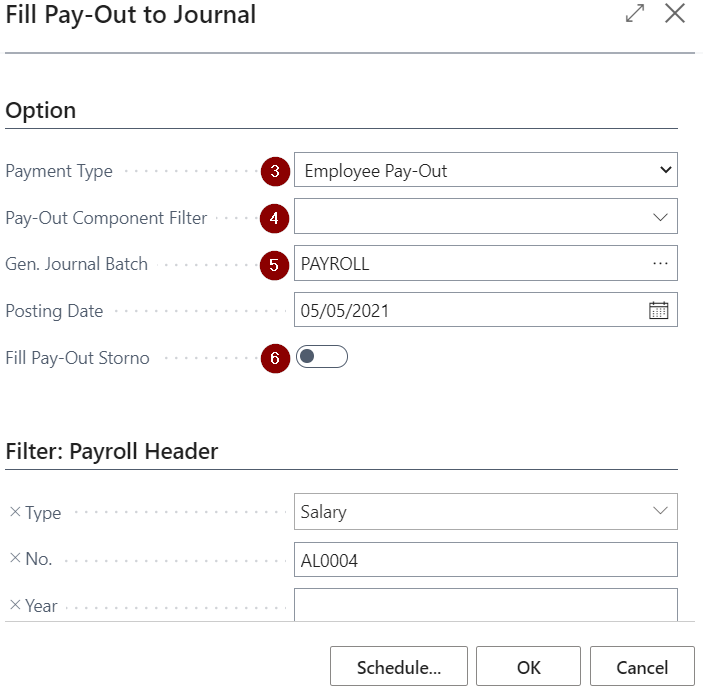 Fill Pay-Out to Journal
Option
Payment Type 3 Employee Pay-Out
Pay-Out Component Filter 4
Gen. Journal Batch 5 PAYROLL
Posting Date 05/05/2021
Fill Pay-Out Storno 6
Filter: Payroll Header
Type Salary
No. AL0004
Year
Schedule... OK Cancel